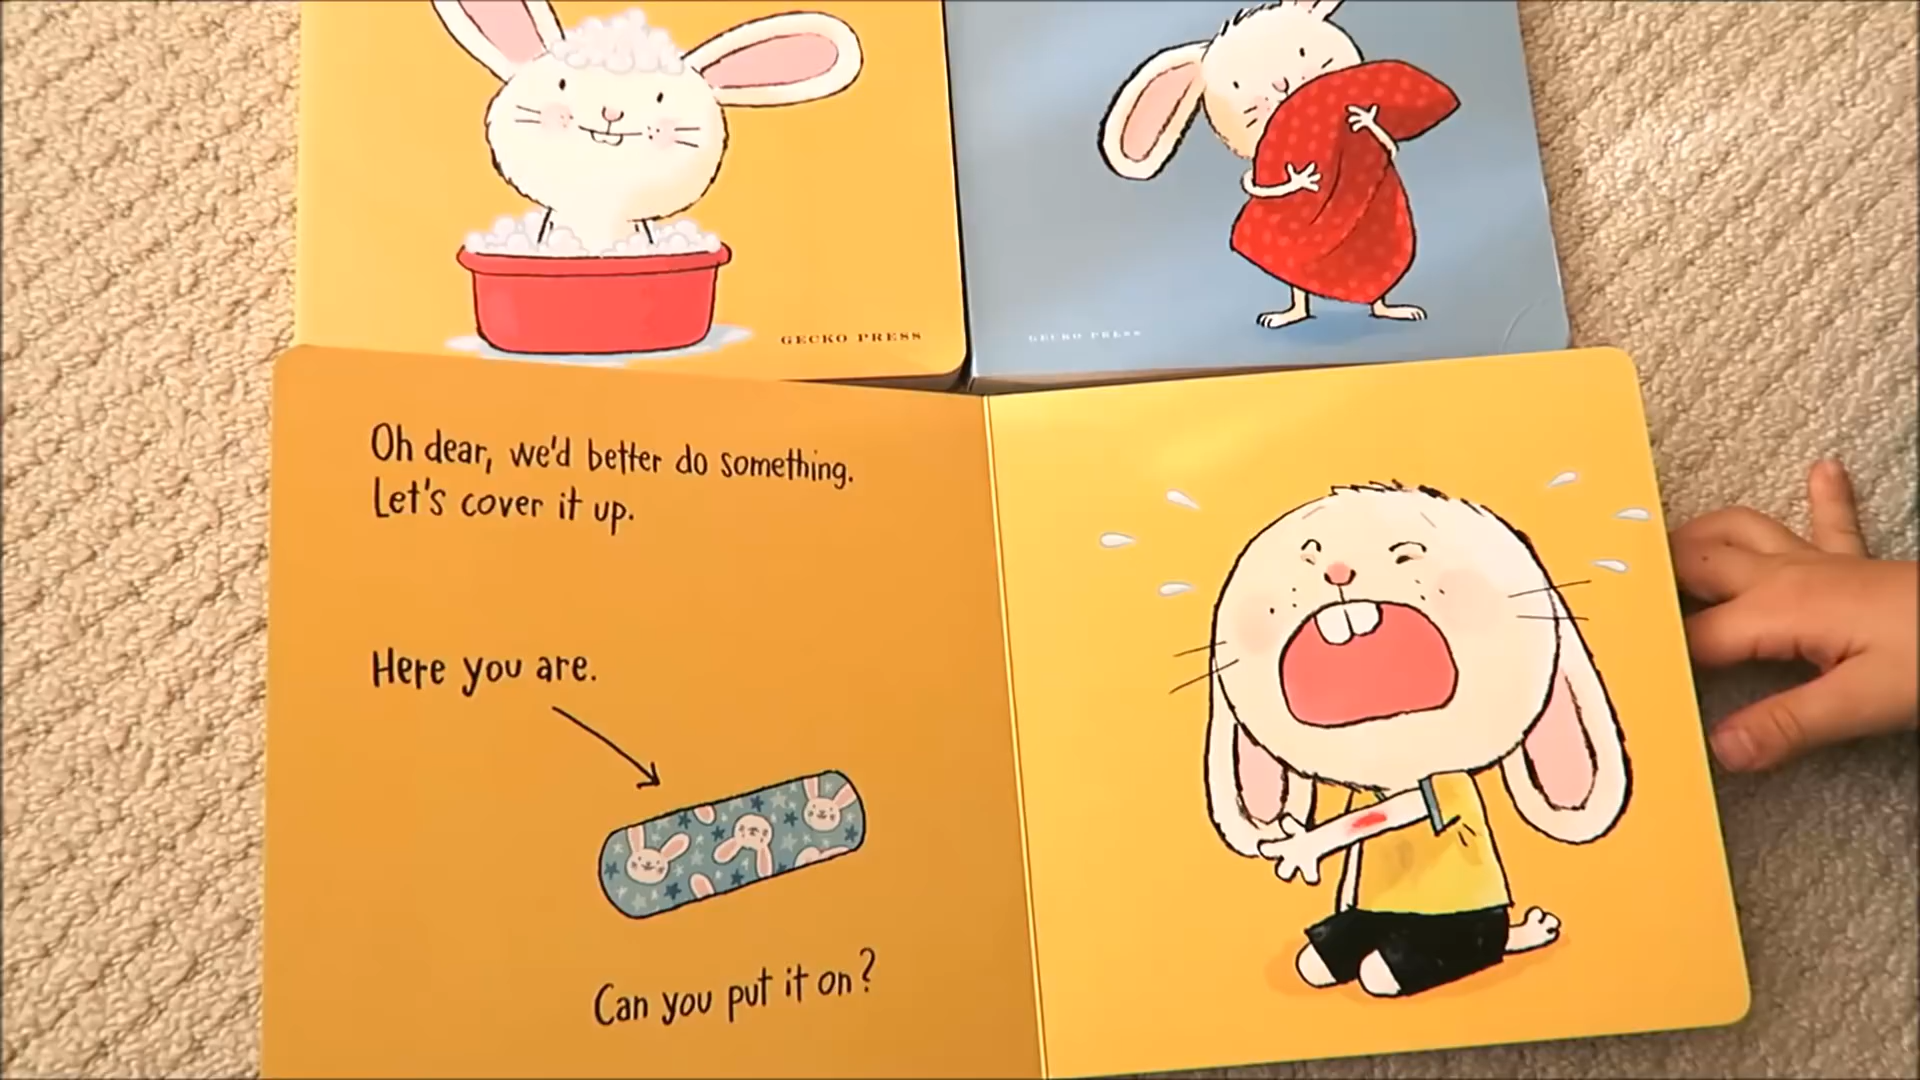 GECKO PRESS
GECKO PRESS
Oh dear, we'd better do something.
Let's cover it up.
Here you are.
Can you put it on?